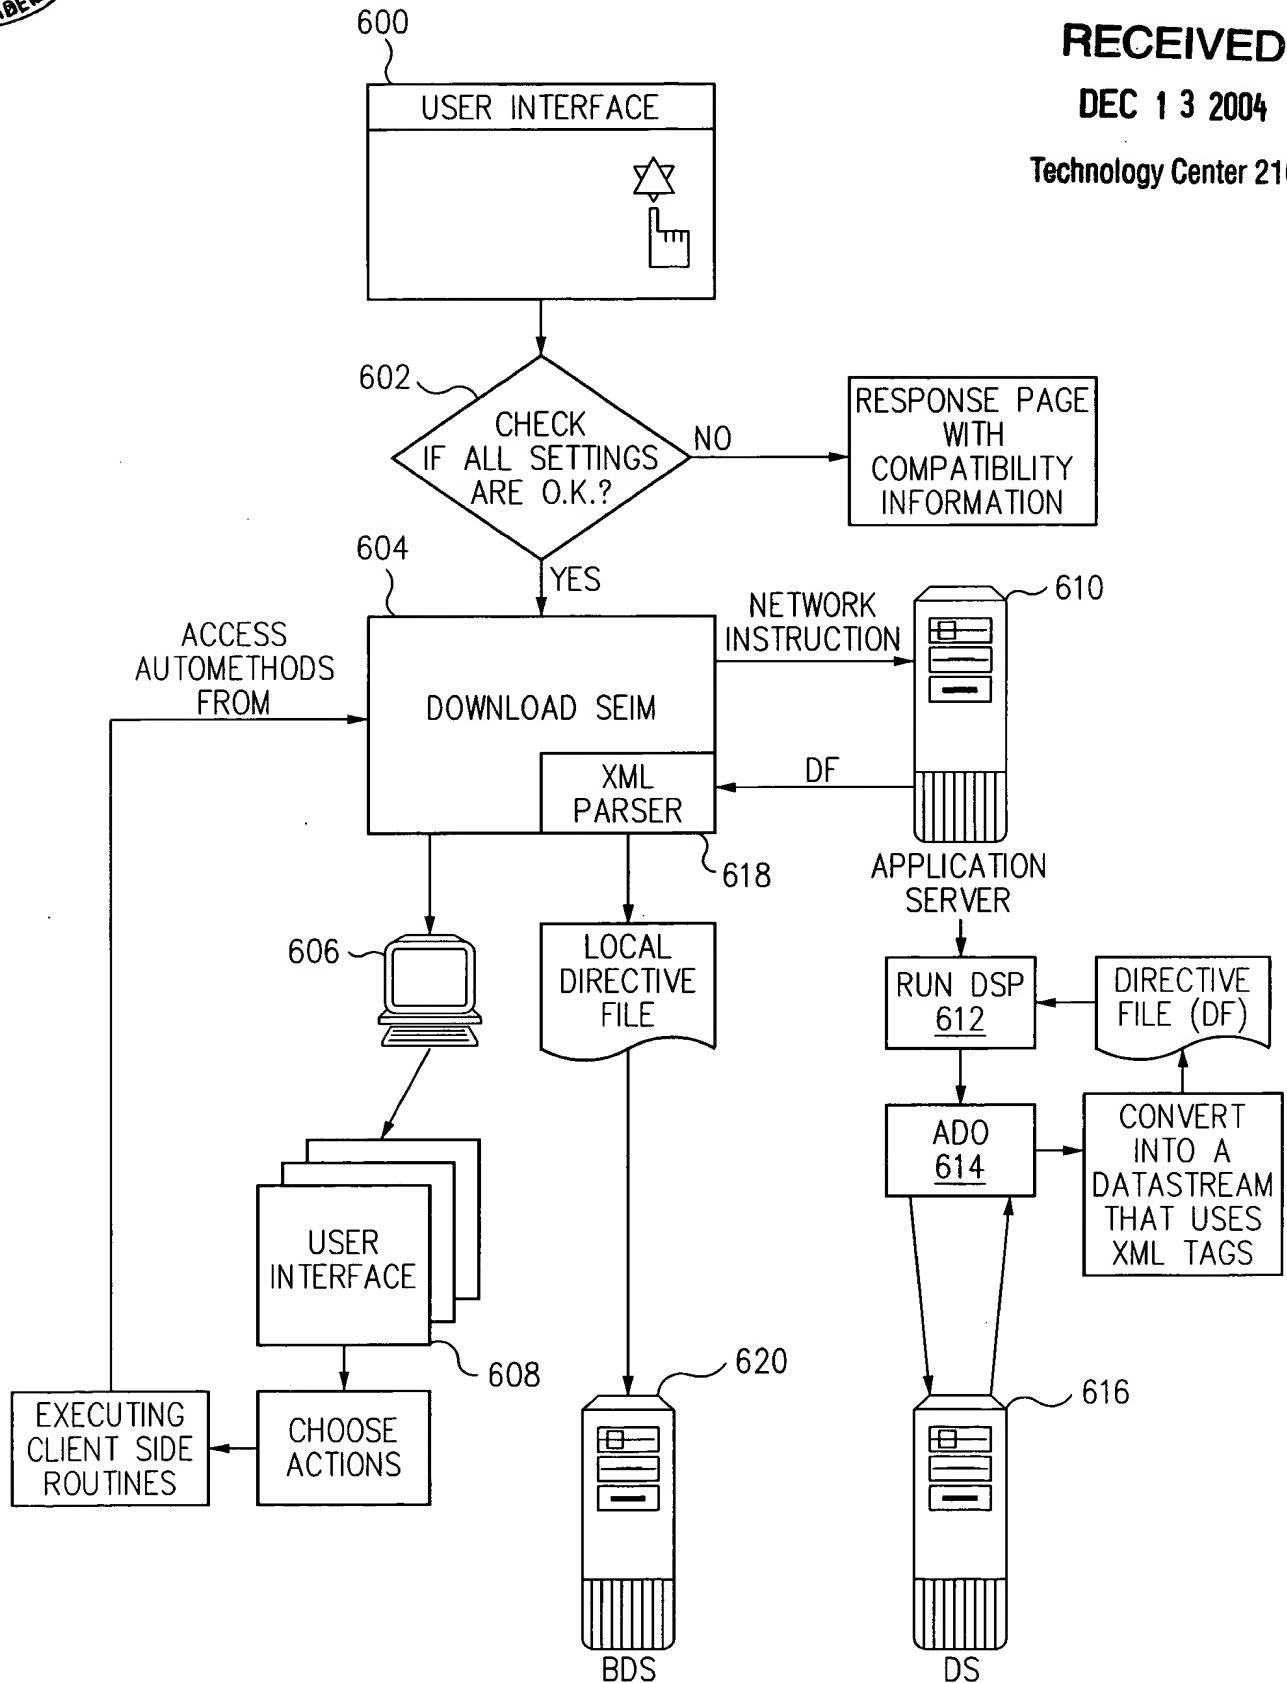 600
RECEIVED
DEC 13 2004
Technology Center
USER INTERFACE
602
CHECK
IF ALL SETTINGS
ARE O.K.?
NO
RESPONSE PAGE
WITH
COMPATIBILITY
INFORMATION
604
YES
610
ACCESS
AUTOMETHODS
FROM
NETWORK
INSTRUCTION
DOWNLOAD SEIM
XML
PARSER
DF
618
APPLICATION
SERVER
606
LOCAL
DIRECTIVE
FILE
RUN DSP
612
DIRECTIVE
FILE (DF)
ADO
614
CONVERT
INTO A
DATASTREAM
THAT USES
XML TAGS
USER
INTERFACE
608
620
616
EXECUTING
CLIENT SIDE
ROUTINES
CHOOSE
ACTIONS
BDS
DS